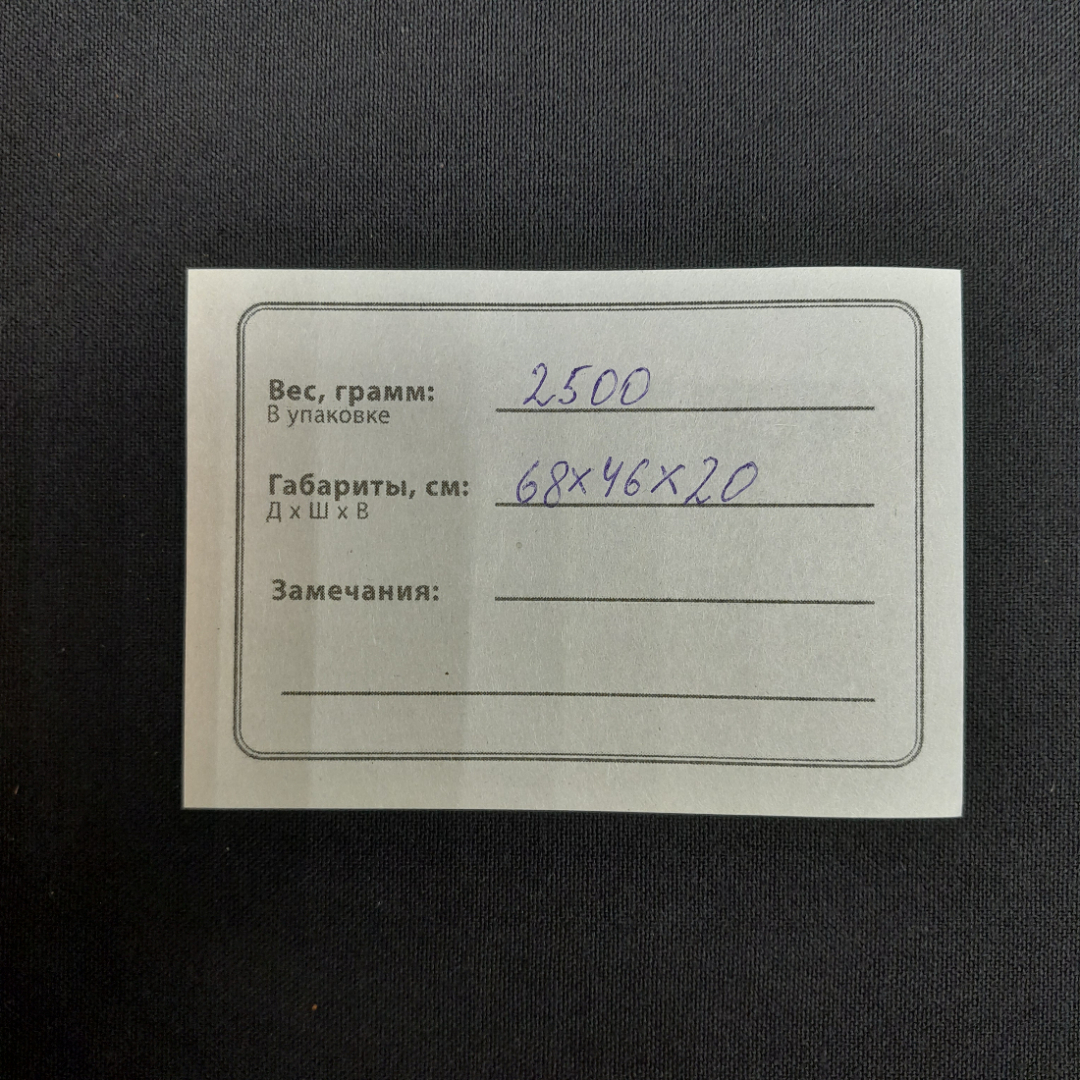 Вес, грамм: 2500
В упаковке
Габариты, см: 68х46х20
Д х Ш х В
Замечания: